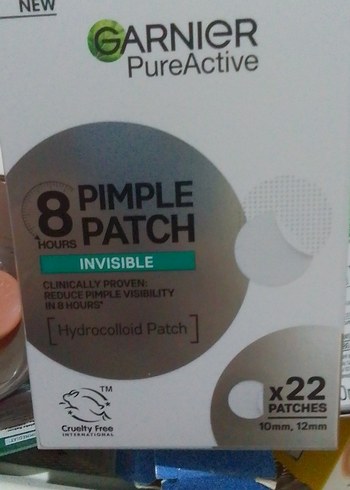 NEW
GARNIER
PureActive
8 HOURS
PIMPLE
PATCH
INVISIBLE
CLINICALLY PROVEN:
REDUCE PIMPLE VISIBILITY
IN 8 HOURS*
[Hydrocolloid Patch]
TM
Cruelty Free
INTERNATIONAL
x22
PATCHES
10mm, 12mm